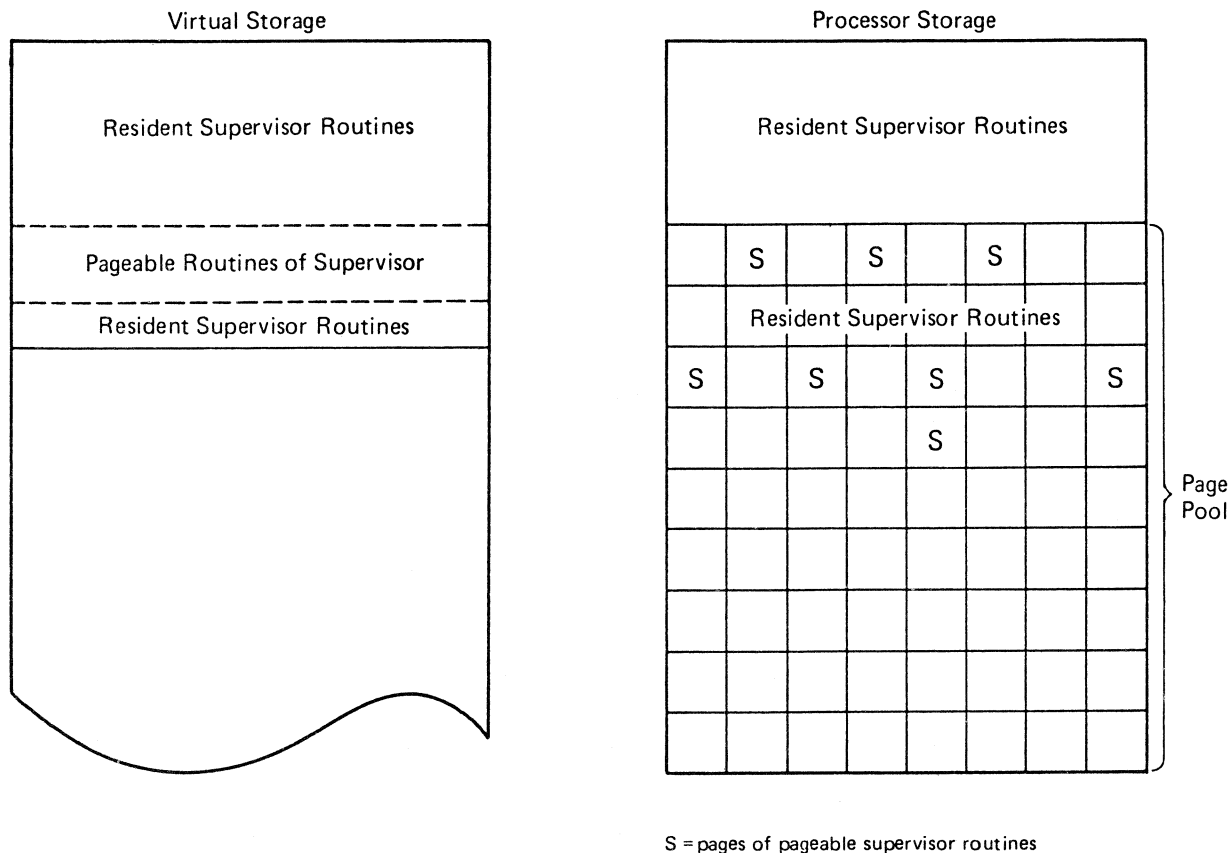 Virtual Storage
Processor Storage
Resident Supervisor Routines
Pageable Routines of Supervisor
Resident Supervisor Routines
Resident Supervisor Routines
S S S
Resident Supervisor Routines
S S S S
S
Page
Pool
S = pages of pageable supervisor routines